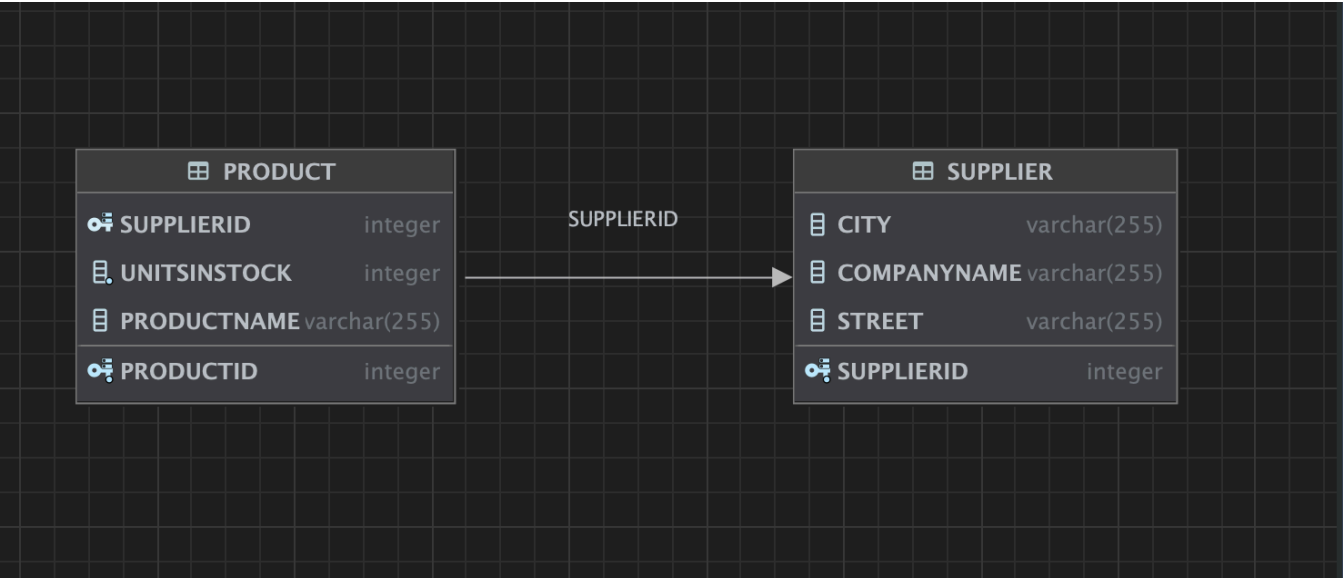 PRODUCT
SUPPLIERID integer
UNITSINSTOCK integer
PRODUCTNAME varchar(255)
PRODUCTID integer
SUPPLIERID
SUPPLIER
CITY varchar(255)
COMPANYNAME varchar(255)
STREET varchar(255)
SUPPLIERID integer